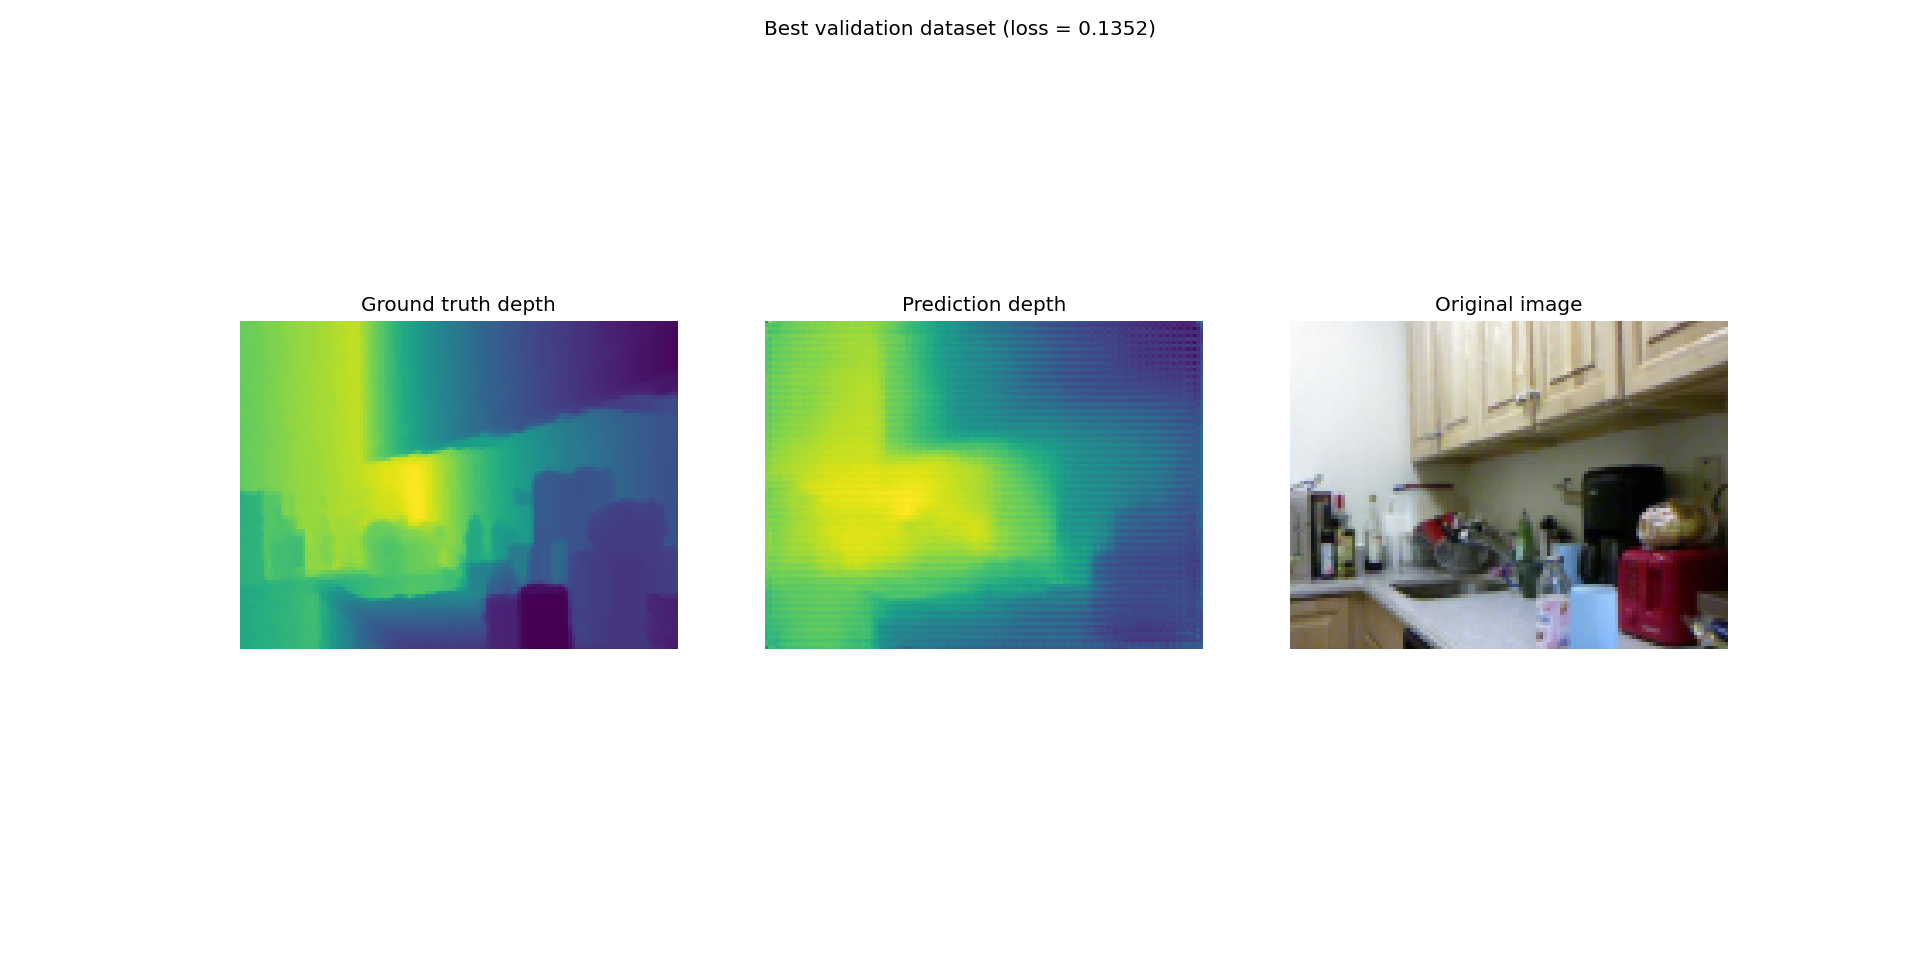 Best validation dataset (loss = 0.1352)
Ground truth depth
Prediction depth
Original image